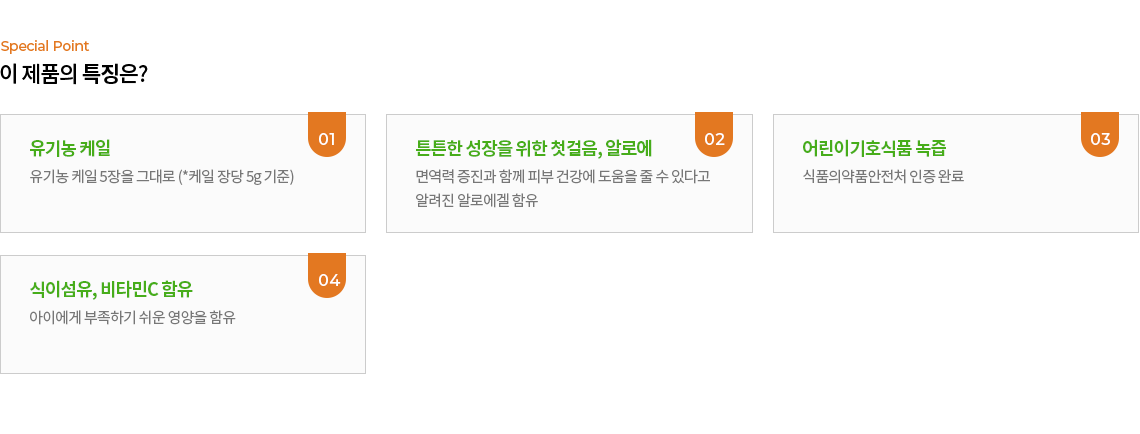 Special Point
이 제품의 특징은?
01
유기농 케일
유기농 케일 5장을 그대로 (*케일 장당 5g 기준)
02
튼튼한 성장을 위한 첫걸음, 알로에
면역력 증진과 함께 피부 건강에 도움을 줄 수 있다고
알려진 알로에겔 함유
03
어린이기호식품 녹즙
식품의약품안전처 인증 완료
04
식이섬유, 비타민C 함유
아이에게 부족하기 쉬운 영양을 함유